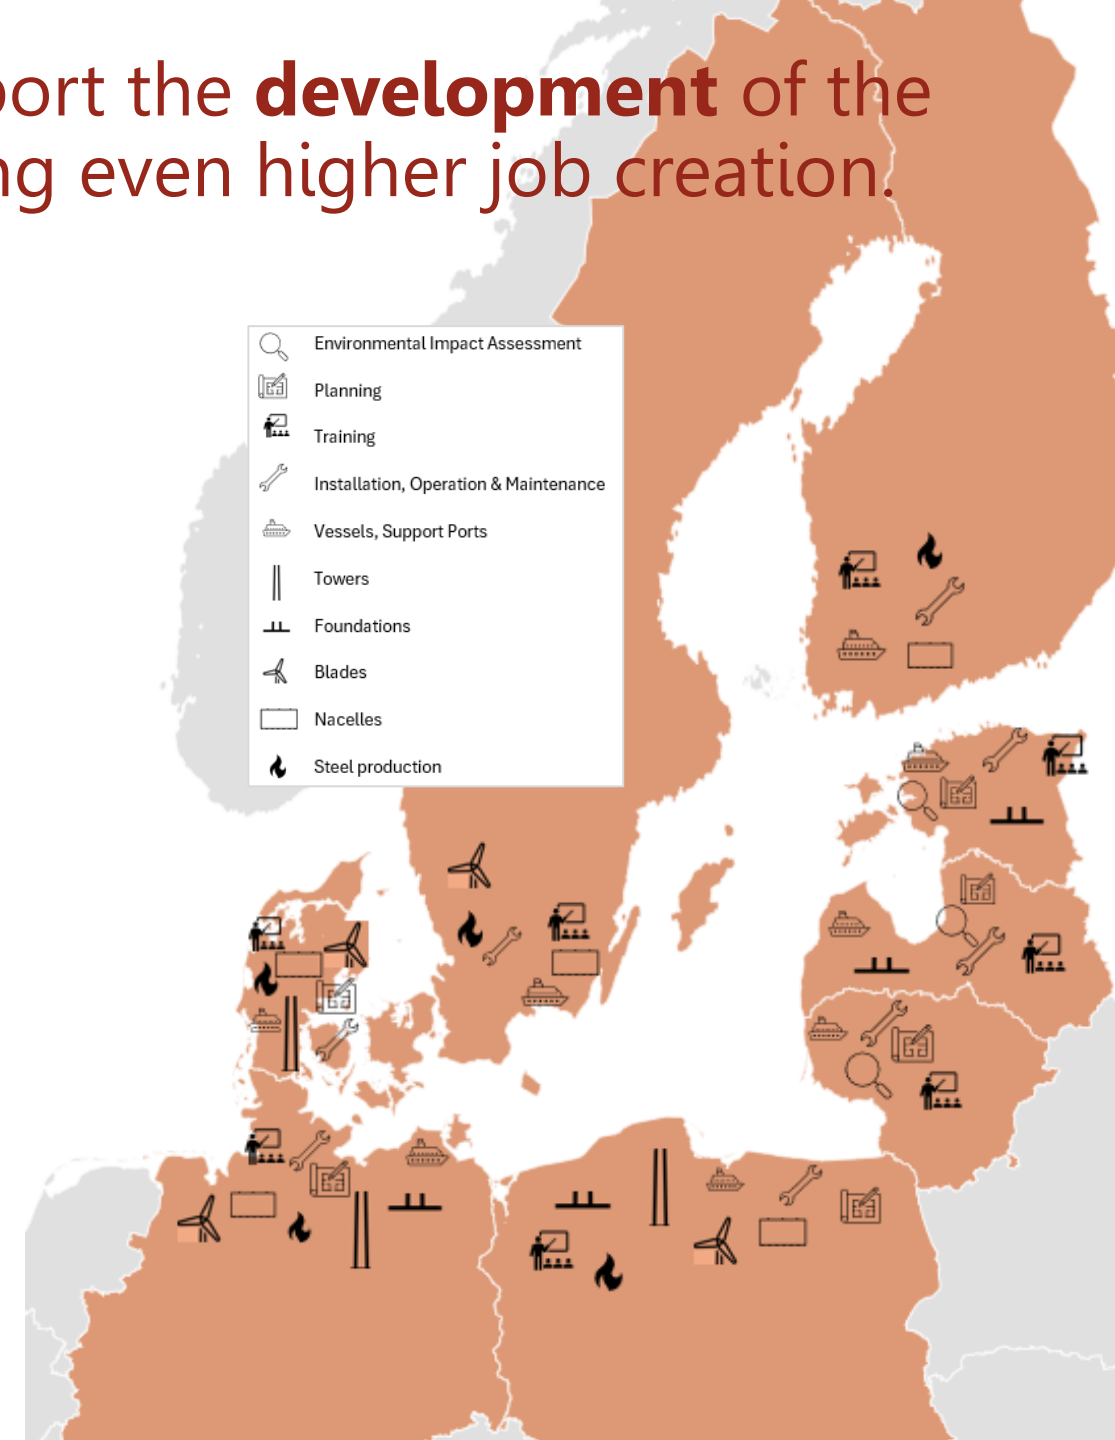 ort the development of the
ng even higher job creation.
Environmental Impact Assessment
Planning
Training
Installation, Operation & Maintenance
Vessels, Support Ports
Towers
Foundations
Blades
Nacelles
Steel production